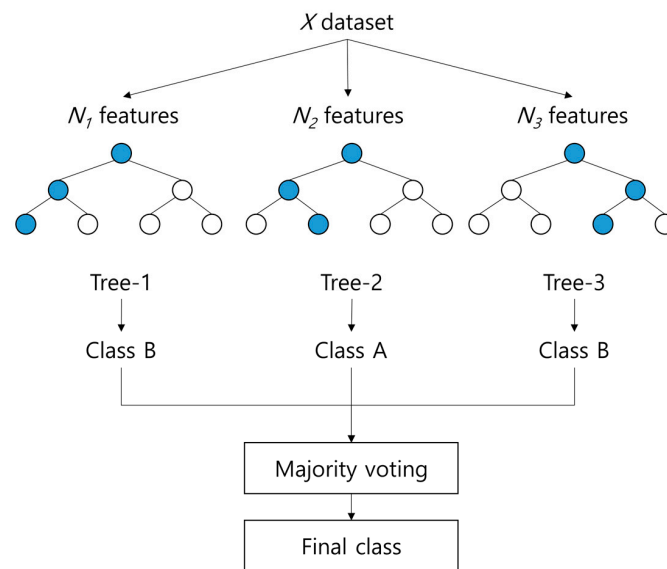 X dataset
N1 features
N2 features
N3 features
Tree-1
Tree-2
Tree-3
Class B
Class A
Class B
Majority voting
Final class